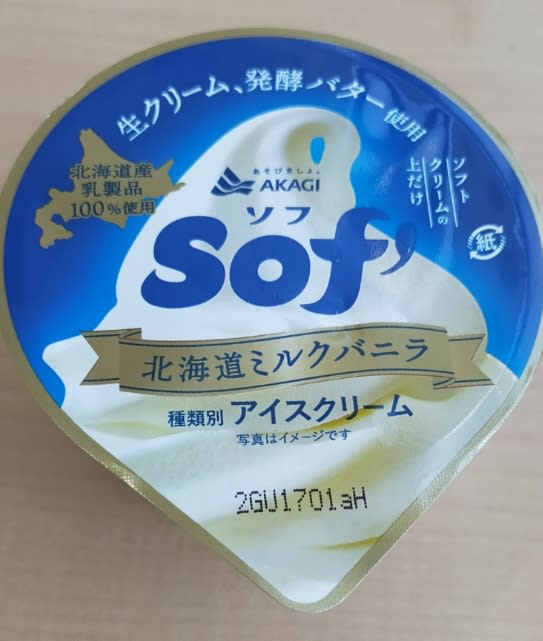 生クリーム、発酵バター使用
北海道産
乳製品
100%使用
あそびましょ。
AKAGI
ソフト
クリームの
上だけ
紙
ソフ
Sof'
北海道ミルクバニラ
種類別 アイスクリーム
写真はイメージです
2GU1701aH